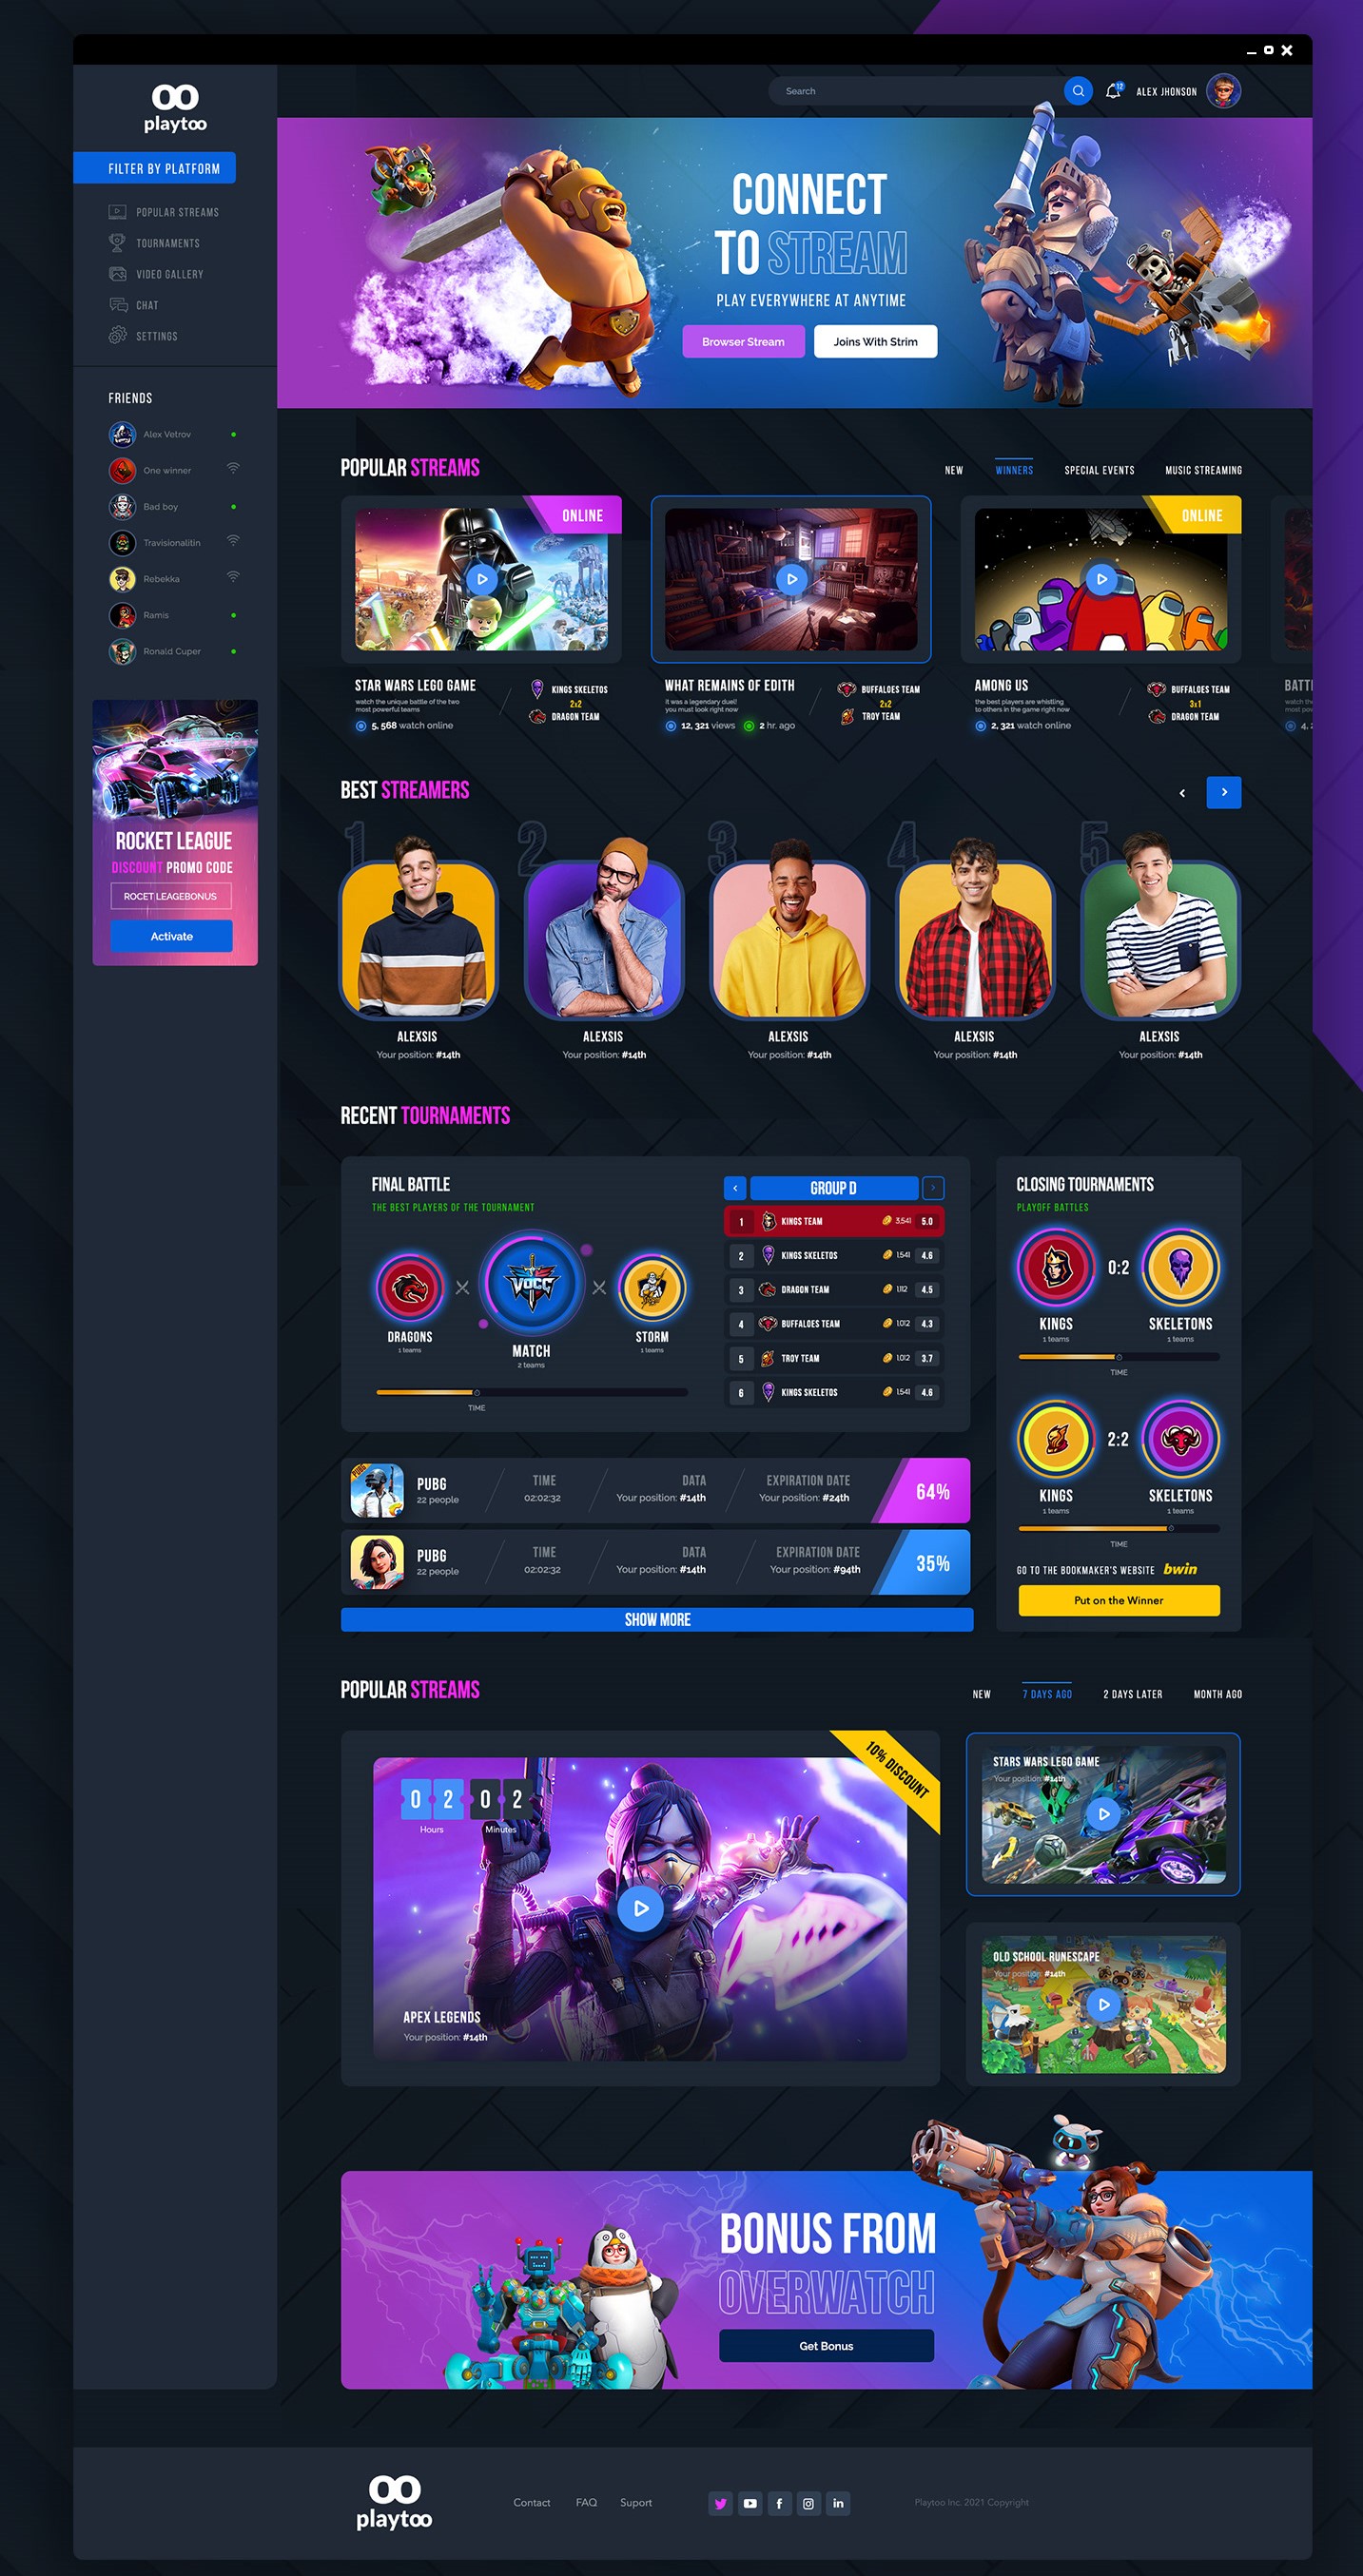 playtoo
Search
12
ALEX JHONSON
FILTER BY PLATFORM
POPULAR STREAMS
TOURNAMENTS
VIDEO GALLERY
CHAT
SETTINGS
FRIENDS
Alex Vetrov
One winner
Bad boy
Travisionalitin
Rebekka
Ramis
Ronald Cuper
ROCKET LEAGUE
DISCOUNT PROMO CODE
ROCET LEAGEBONUS
Activate
CONNECT
TO STREAM
PLAY EVERYWHERE AT ANYTIME
Browser Stream
Joins With Strim
POPULAR STREAMS
NEW
WINNERS
SPECIAL EVENTS
MUSIC STREAMING
ONLINE
STAR WARS LEGO GAME
watch the unique battle of the two
most powerful teams
5, 568 watch online
KINGS SKELETOS
2x2
DRAGON TEAM
WHAT REMAINS OF EDITH
it was a legendary duel!
you must look right now
12, 321 views
2 hr. ago
BUFFALOES TEAM
2x2
TROY TEAM
ONLINE
AMONG US
the best players are whistling
to others in the game right now
2, 321 watch online
BUFFALOES TEAM
3x1
DRAGON TEAM
BATT
BEST STREAMERS
1
2
3
4
5
ALEXSIS
Your position: #14th
ALEXSIS
Your position: #14th
ALEXSIS
Your position: #14th
ALEXSIS
Your position: #14th
ALEXSIS
Your position: #14th
RECENT TOURNAMENTS
FINAL BATTLE
THE BEST PLAYERS OF THE TOURNAMENT
VOCC
DRAGONS
1 teams
MATCH
2 teams
STORM
1 teams
TIME
GROUP D
1 KINGS TEAM 3,541 5.0
2 KINGS SKELETOS 1,541 4.6
3 DRAGON TEAM 1,112 4.5
4 BUFFALOES TEAM 1,012 4.3
5 TROY TEAM 1,012 3.7
6 KINGS SKELETOS 1,541 4.6
CLOSING TOURNAMENTS
PLAYOFF BATTLES
0:2
KINGS
1 teams
SKELETONS
1 teams
TIME
2:2
KINGS
1 teams
SKELETONS
1 teams
TIME
GO TO THE BOOKMAKER'S WEBSITE bwin
Put on the Winner
PUBG
PUBG
22 people
TIME
02:02:32
DATA
Your position: #14th
EXPIRATION DATE
Your position: #24th
64%
PUBG
22 people
TIME
02:02:32
DATA
Your position: #14th
EXPIRATION DATE
Your position: #94th
35%
SHOW MORE
POPULAR STREAMS
NEW
7 DAYS AGO
2 DAYS LATER
MONTH AGO
10% DISCOUNT
0 2 0 2
Hours
Minutes
APEX LEGENDS
Your position: #14th
STARS WARS LEGO GAME
Your position: #14th
OLD SCHOOL RUNESCAPE
Your position: #14th
BONUS FROM
OVERWATCH
Get Bonus
playtoo
Contact
FAQ
Suport
Playtoo Inc. 2021 Copyright